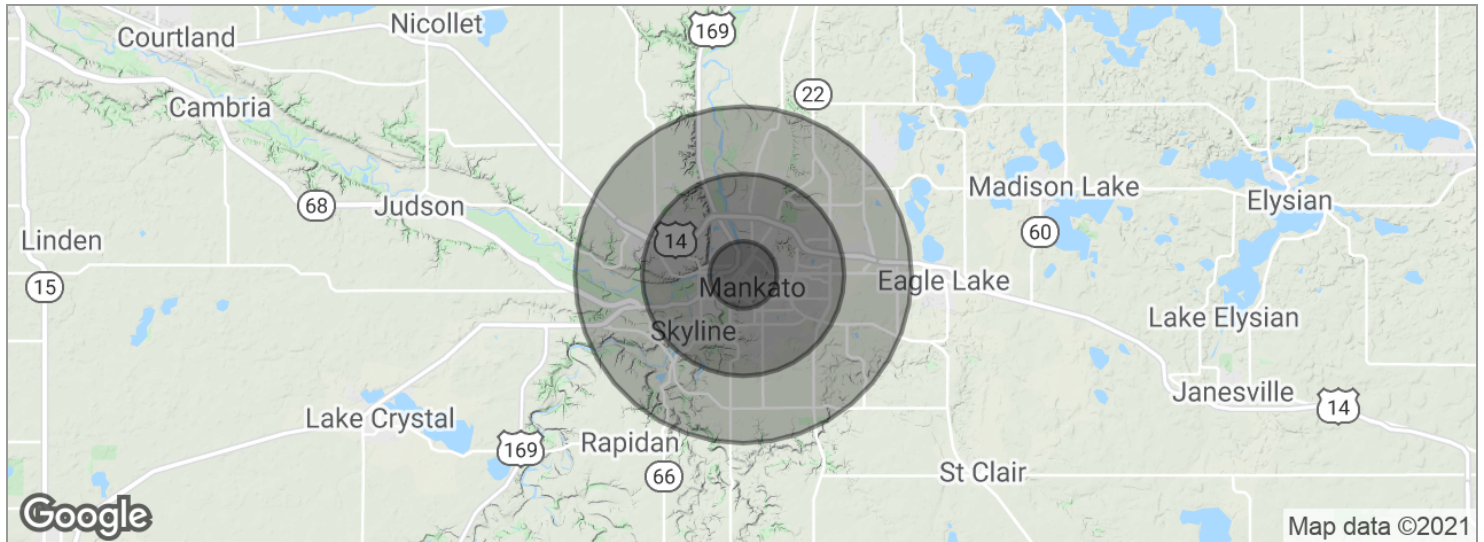 Nicollet
Courtland
169
22
Cambria
Madison Lake
Elysian
68
Judson
60
Linden
14
15
Eagle Lake
Mankato
Lake Elysian
Skyline
Janesville
14
Lake Crystal
Rapidan
169
66
St Clair
Google
Map data ©2021